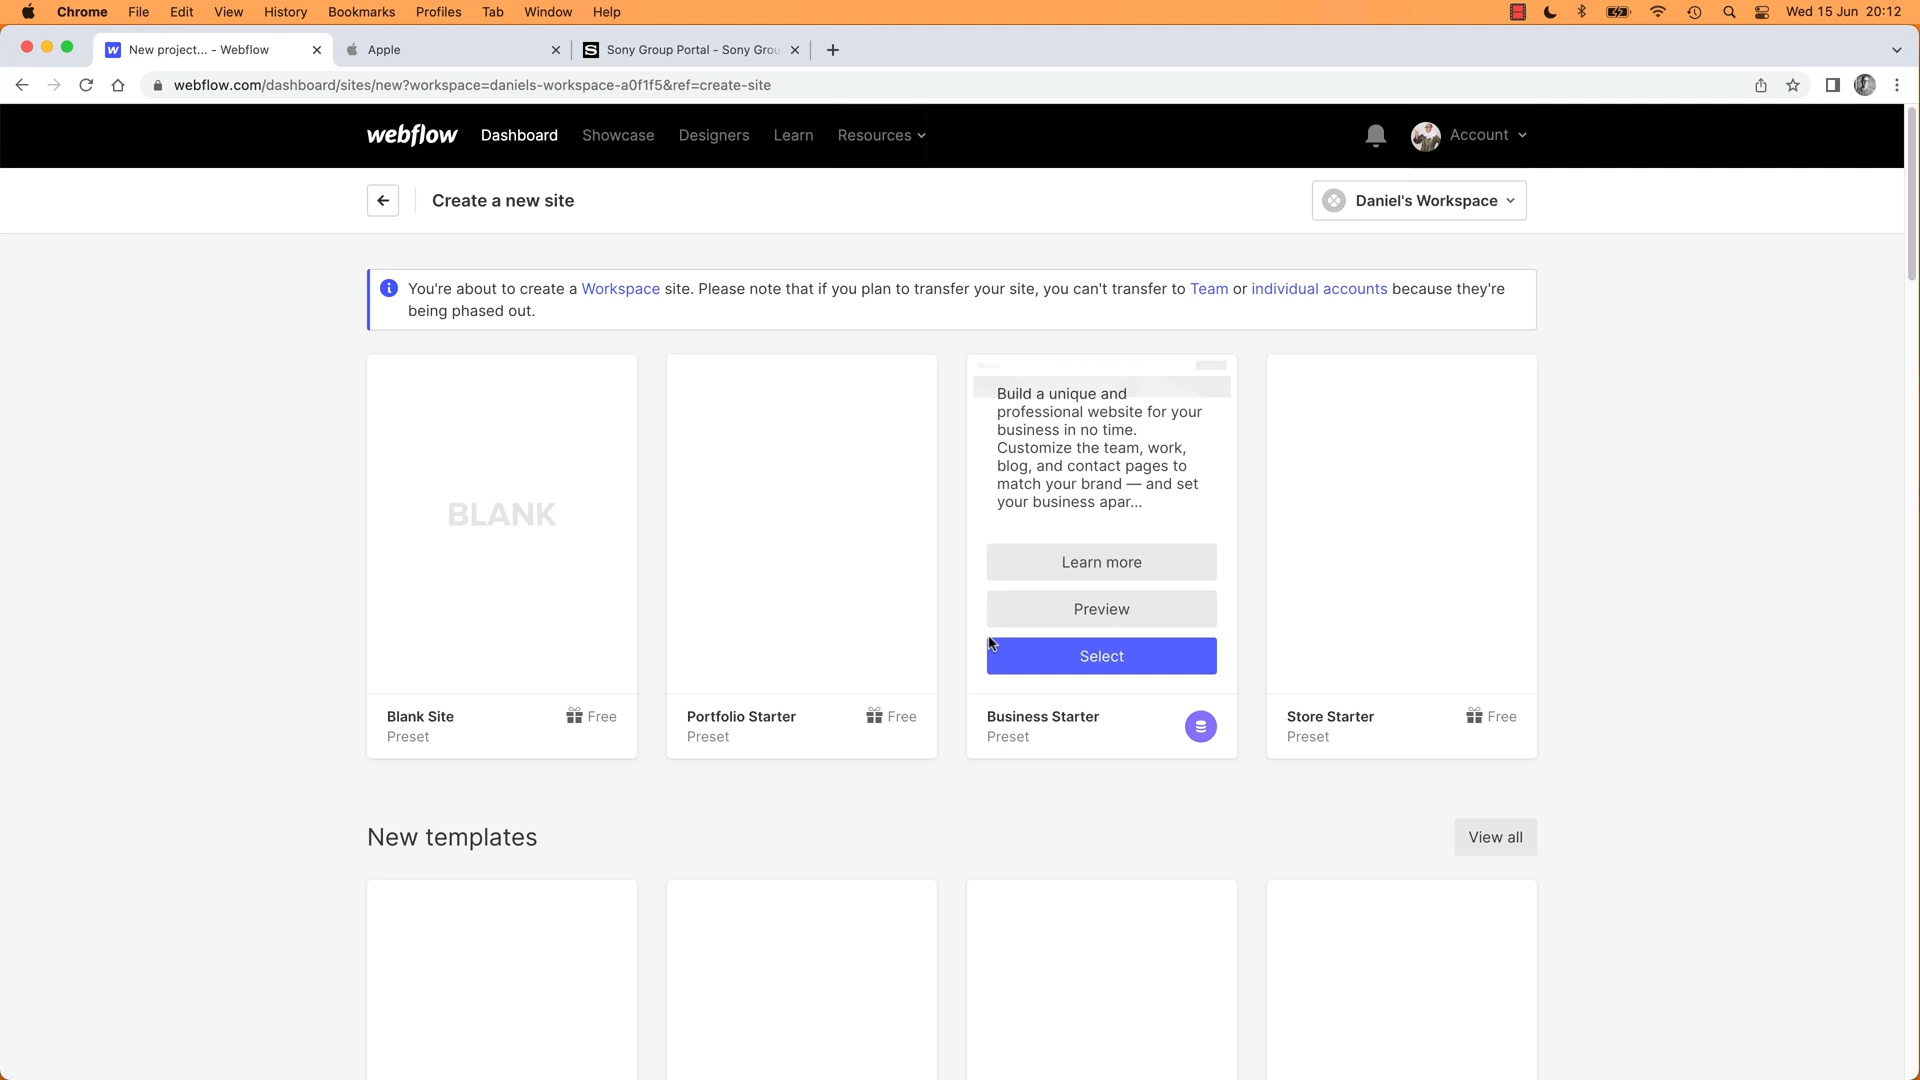 Chrome File Edit View History Bookmarks Profiles Tab Window Help Wed 15 Jun 20:12
New project... - Webflow Apple Sony Group Portal - Sony Grou
webflow.com/dashboard/sites/new?workspace=daniels-workspace-a0f1f5&ref=create-site
webflow Dashboard Showcase Designers Learn Resources Account
Create a new site Daniel's Workspace
You're about to create a Workspace site. Please note that if you plan to transfer your site, you can't transfer to Team or individual accounts because they're
being phased out.
BLANK
Build a unique and
professional website for your
business in no time.
Customize the team, work,
blog, and contact pages to
match your brand — and set
your business apar...
Learn more
Preview
Select
Blank Site Free
Preset
Portfolio Starter Free
Preset
Business Starter
Preset
Store Starter Free
Preset
New templates View all